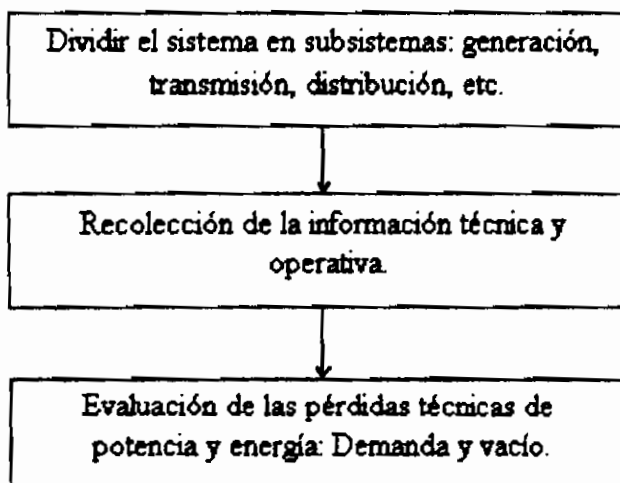 Dividir el sistema en subsistemas: generación,
transmisión, distribución, etc.
Recolección de la información técnica y
operativa.
Evaluación de las pérdidas técnicas de
potencia y energía: Demanda y vacío.